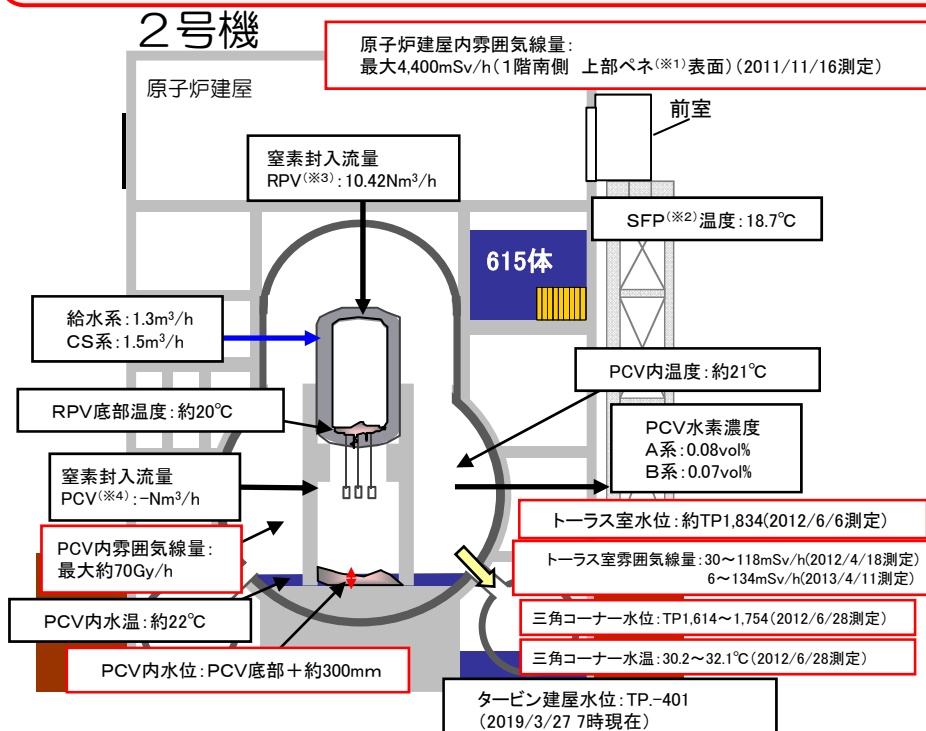 2号機
原子炉建屋内雰囲気線量:
最大4,400mSv/h(1階南側 上部ペネ(※1)表面)(2011/11/16測定)
原子炉建屋
前室
窒素封入流量
RPV(※3):10.42Nm³/h
SFP(※2)温度:18.7℃
615体
給水系:1.3m³/h
CS系:1.5m³/h
PCV内温度:約21℃
RPV底部温度:約20℃
PCV水素濃度
A系:0.08vol%
B系:0.07vol%
窒素封入流量
PCV(※4):-Nm³/h
トーラス室水位:約TP1,834(2012/6/6測定)
PCV内雰囲気線量:
最大約70Gy/h
トーラス室雰囲気線量:30~118mSv/h(2012/4/18測定)
6~134mSv/h(2013/4/11測定)
PCV内水温:約22℃
三角コーナー水位:TP1,614~1,754(2012/6/28測定)
三角コーナー水温:30.2~32.1℃(2012/6/28測定)
PCV内水位:PCV底部+約300mm
タービン建屋水位:TP.-401
(2019/3/27 7時現在)